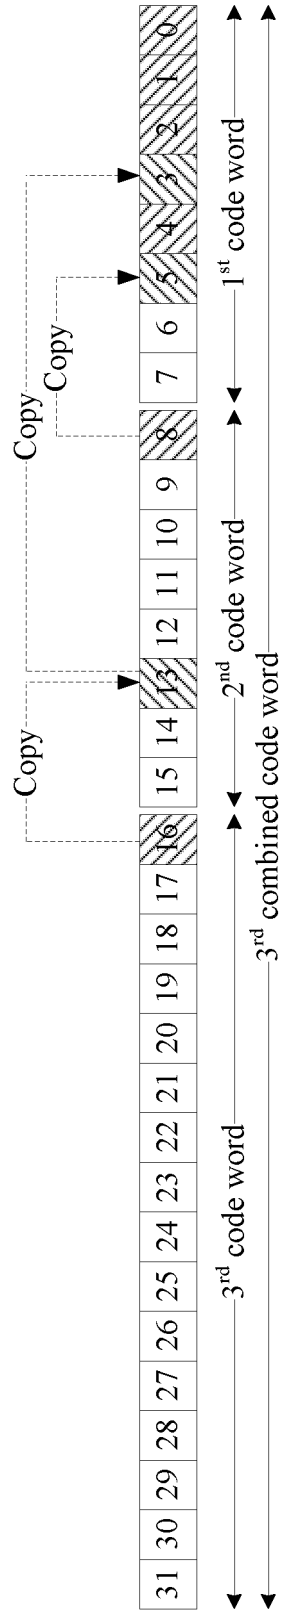 Copy Copy
Copy
31 30 29 28 27 26 25 24 23 22 21 20 19 18 17 16 15 14 13 12 11 10 9 8 7 6 5 4 3 2 1 0
3rd code word 2nd code word 1st code word
3rd combined code word